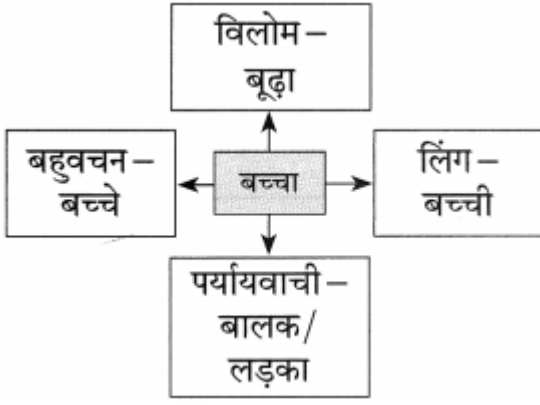 विलोम –
बूढ़ा
बहुवचन –
बच्चे
बच्चा
लिंग –
बच्ची
पर्यायवाची –
बालक/
लड़का